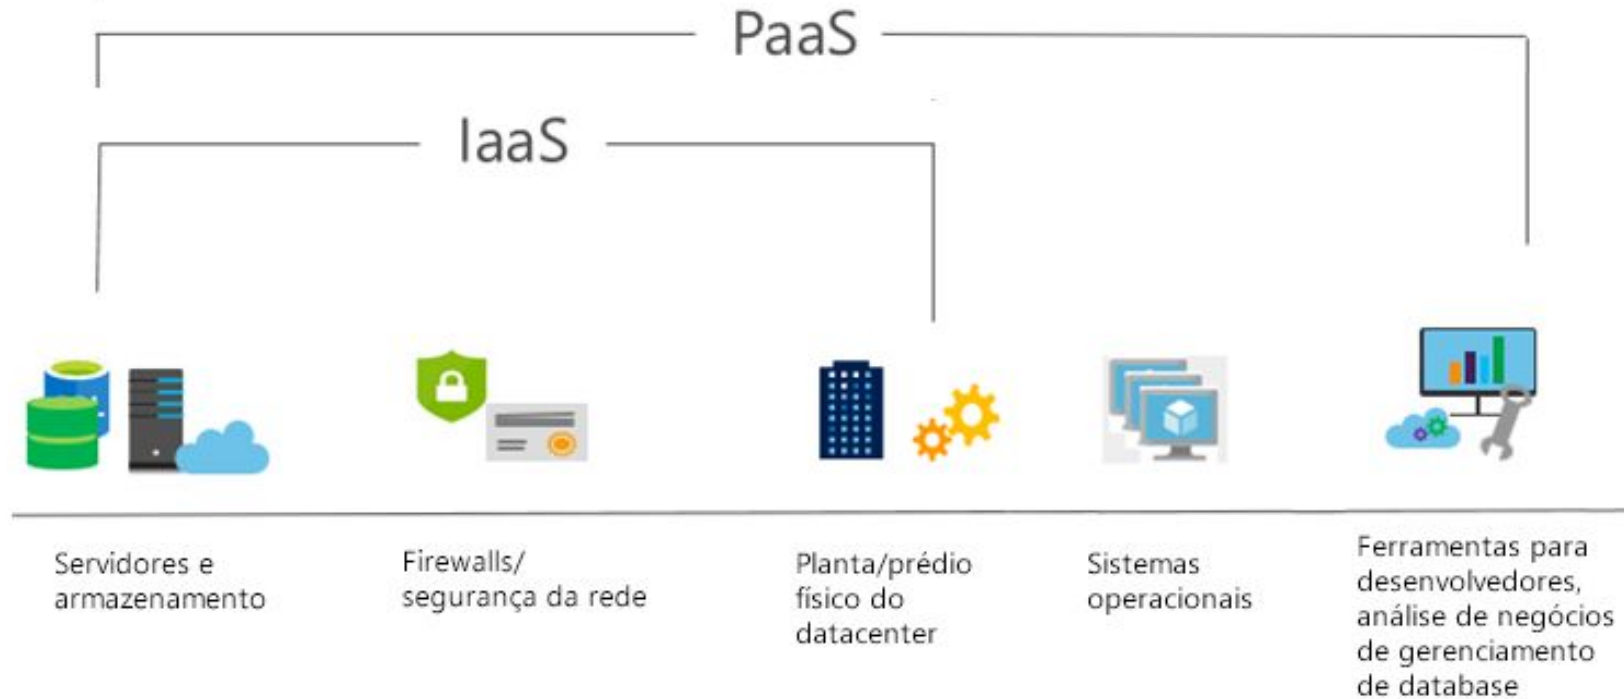 PaaS
IaaS
Servidores e
armazenamento
Firewalls/
segurança da rede
Planta/prédio
físico do
datacenter
Sistemas
operacionais
Ferramentas para
desenvolvedores,
análise de negócios
de gerenciamento
de database